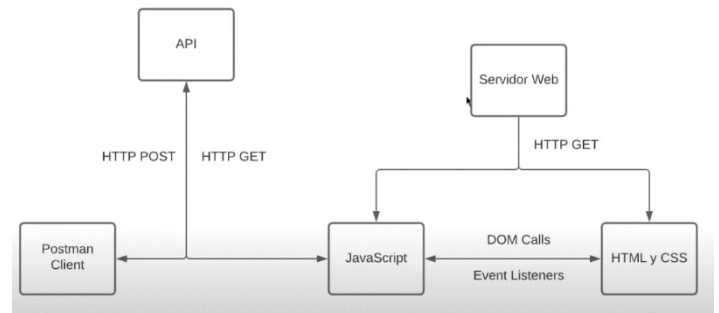 API
Servidor Web
HTTP POST
HTTP GET
HTTP GET
Postman
Client
JavaScript
DOM Calls
Event Listeners
HTML y CSS